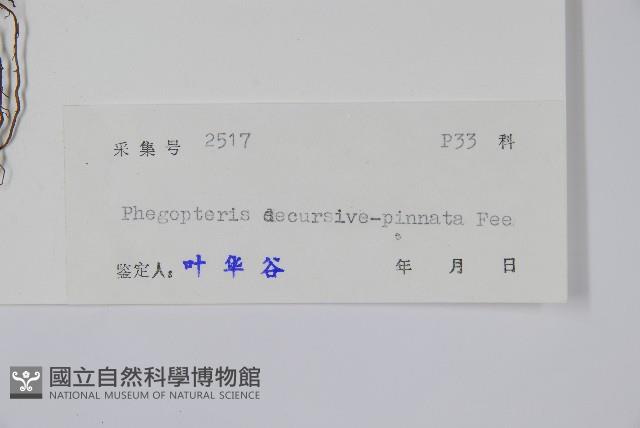 采集号 2517 P33 科
Phegopteris decursive-pinnata Fee
鉴定人: 叶华谷 年 月 日
國立自然科學博物館
NATIONAL MUSEUM OF NATURAL SCIENCE